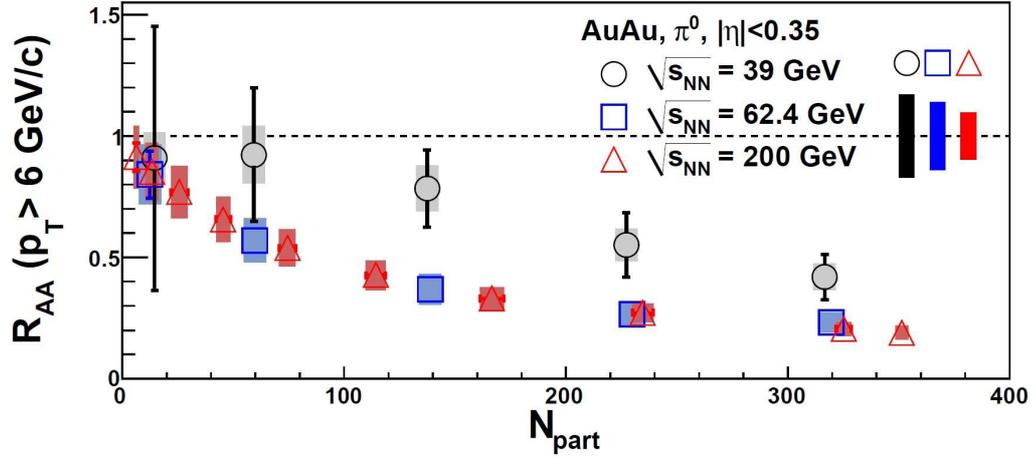 AuAu, π⁰, |η|<0.35
√sNN = 39 GeV
√sNN = 62.4 GeV
√sNN = 200 GeV
RAA (pT > 6 GeV/c)
1.5
1
0.5
0
0 100 200 300 400
Npart